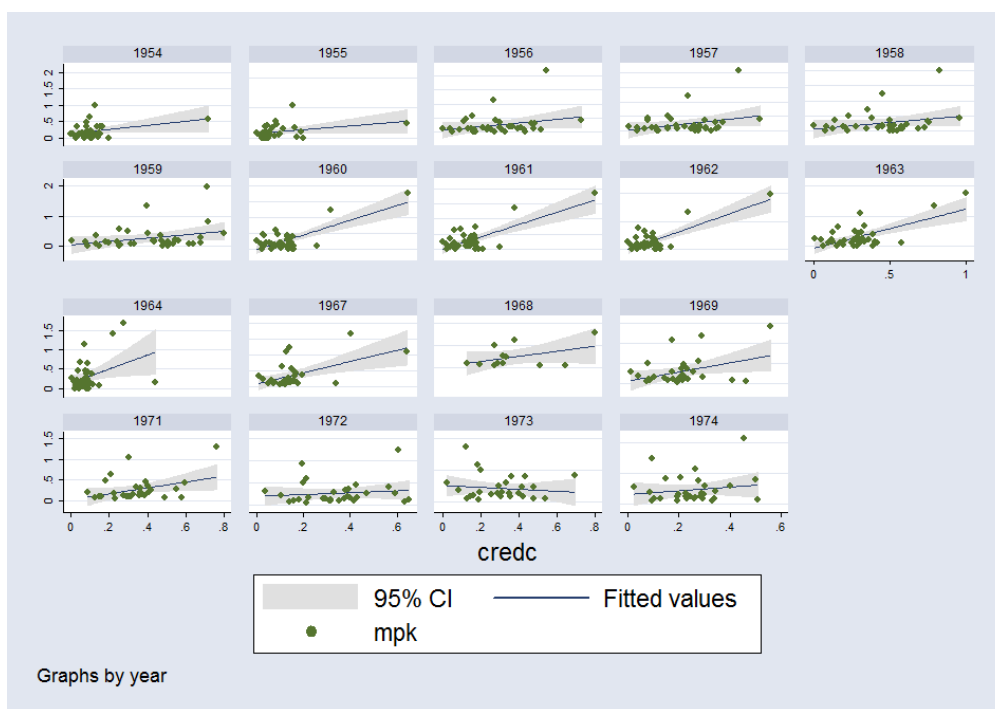 1954 1955 1956 1957 1958
0 .5 1 1.5 2
1959 1960 1961 1962 1963
0 1 2
0 .5 1
1964 1967 1968 1969
0 .5 1 1.5
1971 1972 1973 1974
0 .5 1 1.5
0 .2 .4 .6 .8 0 .2 .4 .6 0 .2 .4 .6 .8 0 .2 .4 .6
credc
95% CI Fitted values
mpk
Graphs by year